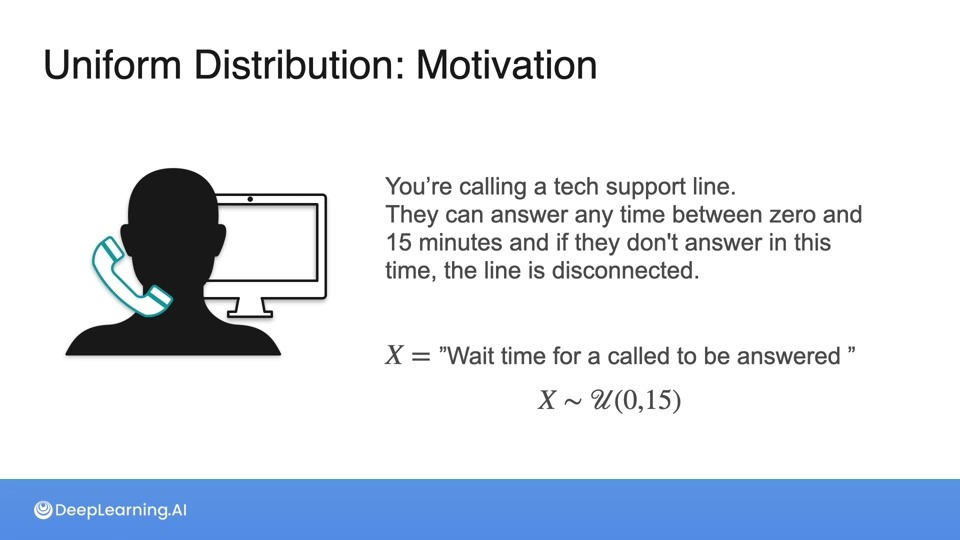 Uniform Distribution: Motivation
You’re calling a tech support line.
They can answer any time between zero and
15 minutes and if they don't answer in this
time, the line is disconnected.
X = ”Wait time for a called to be answered ”
X ∼ 𝒰(0,15)
DeepLearning.AI